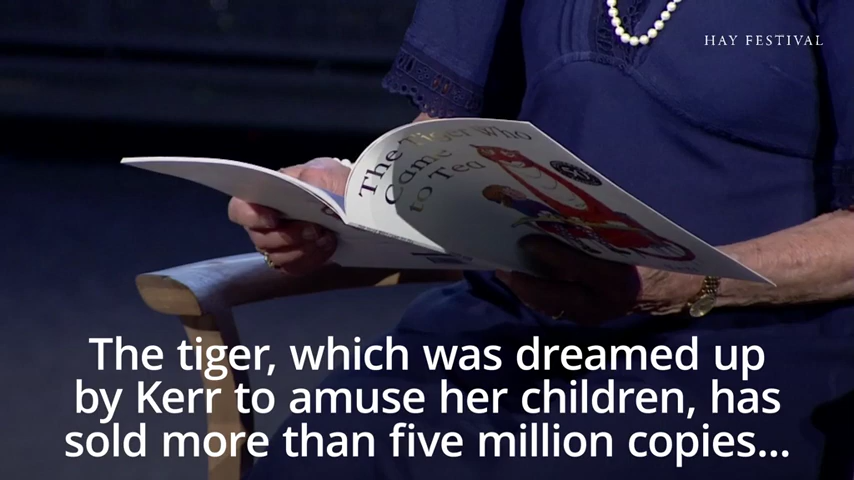 HAY FESTIVAL
The Tiger Who
Came
to Tea
The tiger, which was dreamed up
by Kerr to amuse her children, has
sold more than five million copies...